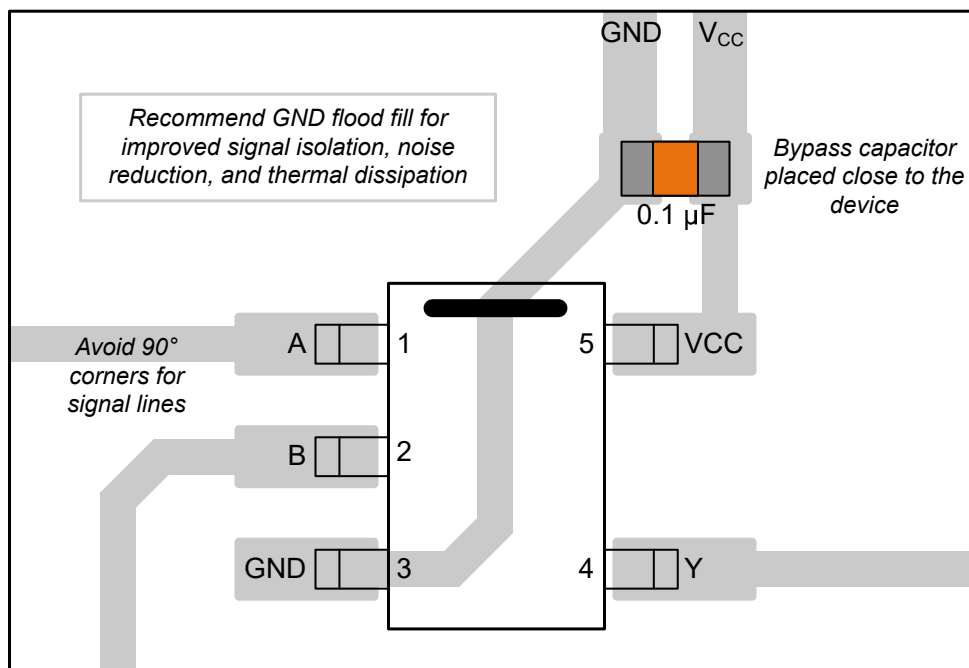 GND
V_CC
Recommend GND flood fill for
improved signal isolation, noise
reduction, and thermal dissipation
Bypass capacitor
placed close to the
device
0.1 µF
A
1
5
VCC
Avoid 90°
corners for
signal lines
B
2
GND
3
4
Y